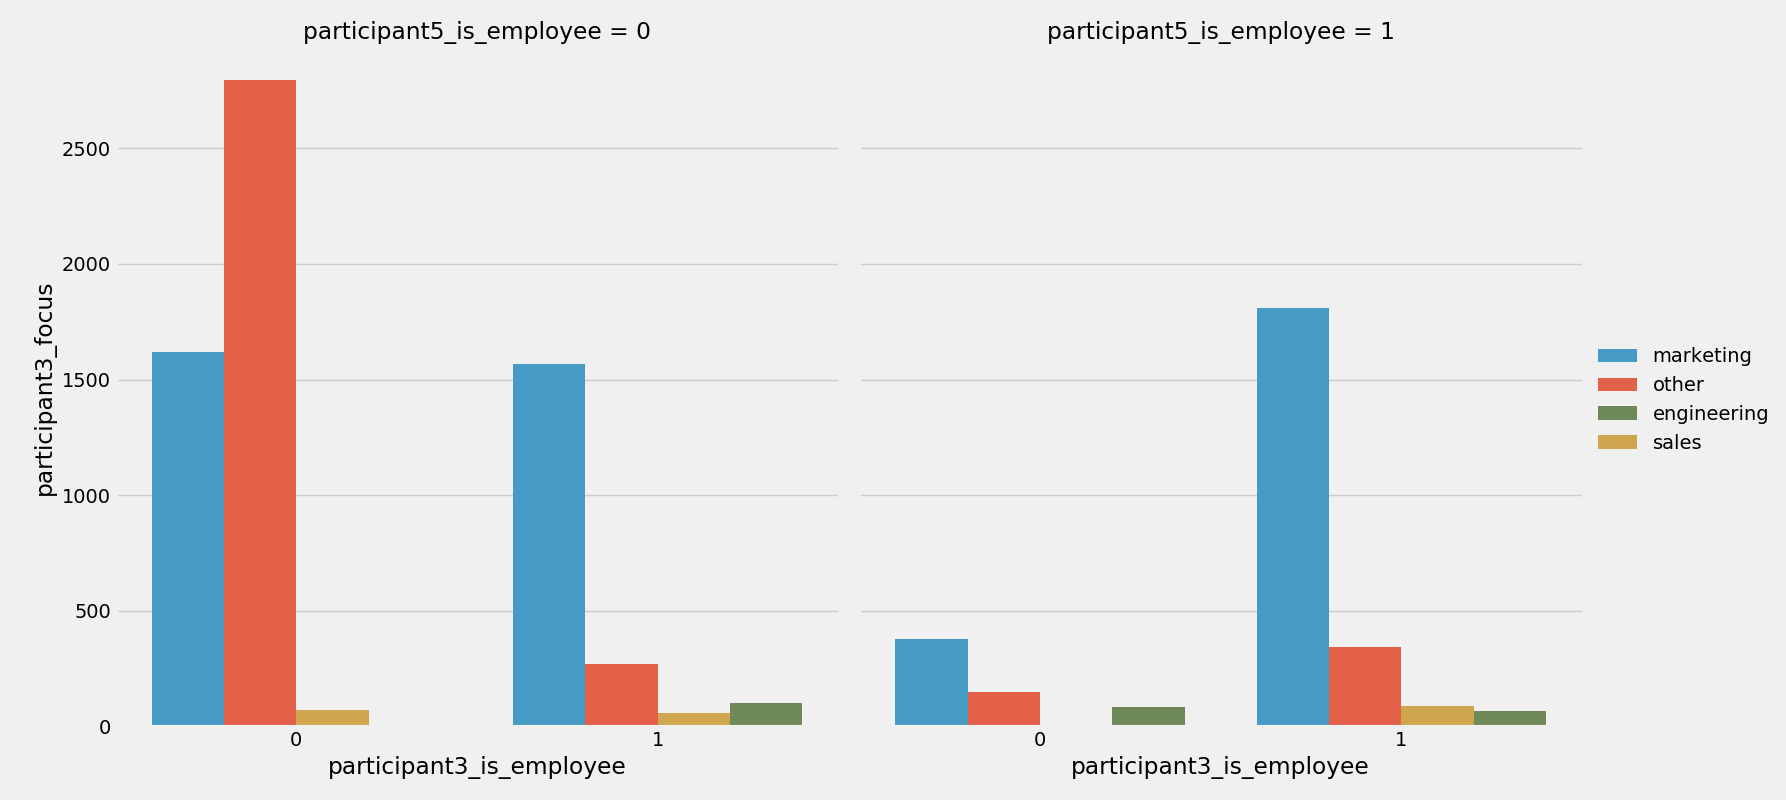 participant5_is_employee = 0
participant5_is_employee = 1
participant3_focus
2500
2000
1500
1000
500
0
0
1
0
1
participant3_is_employee
participant3_is_employee
marketing
other
engineering
sales